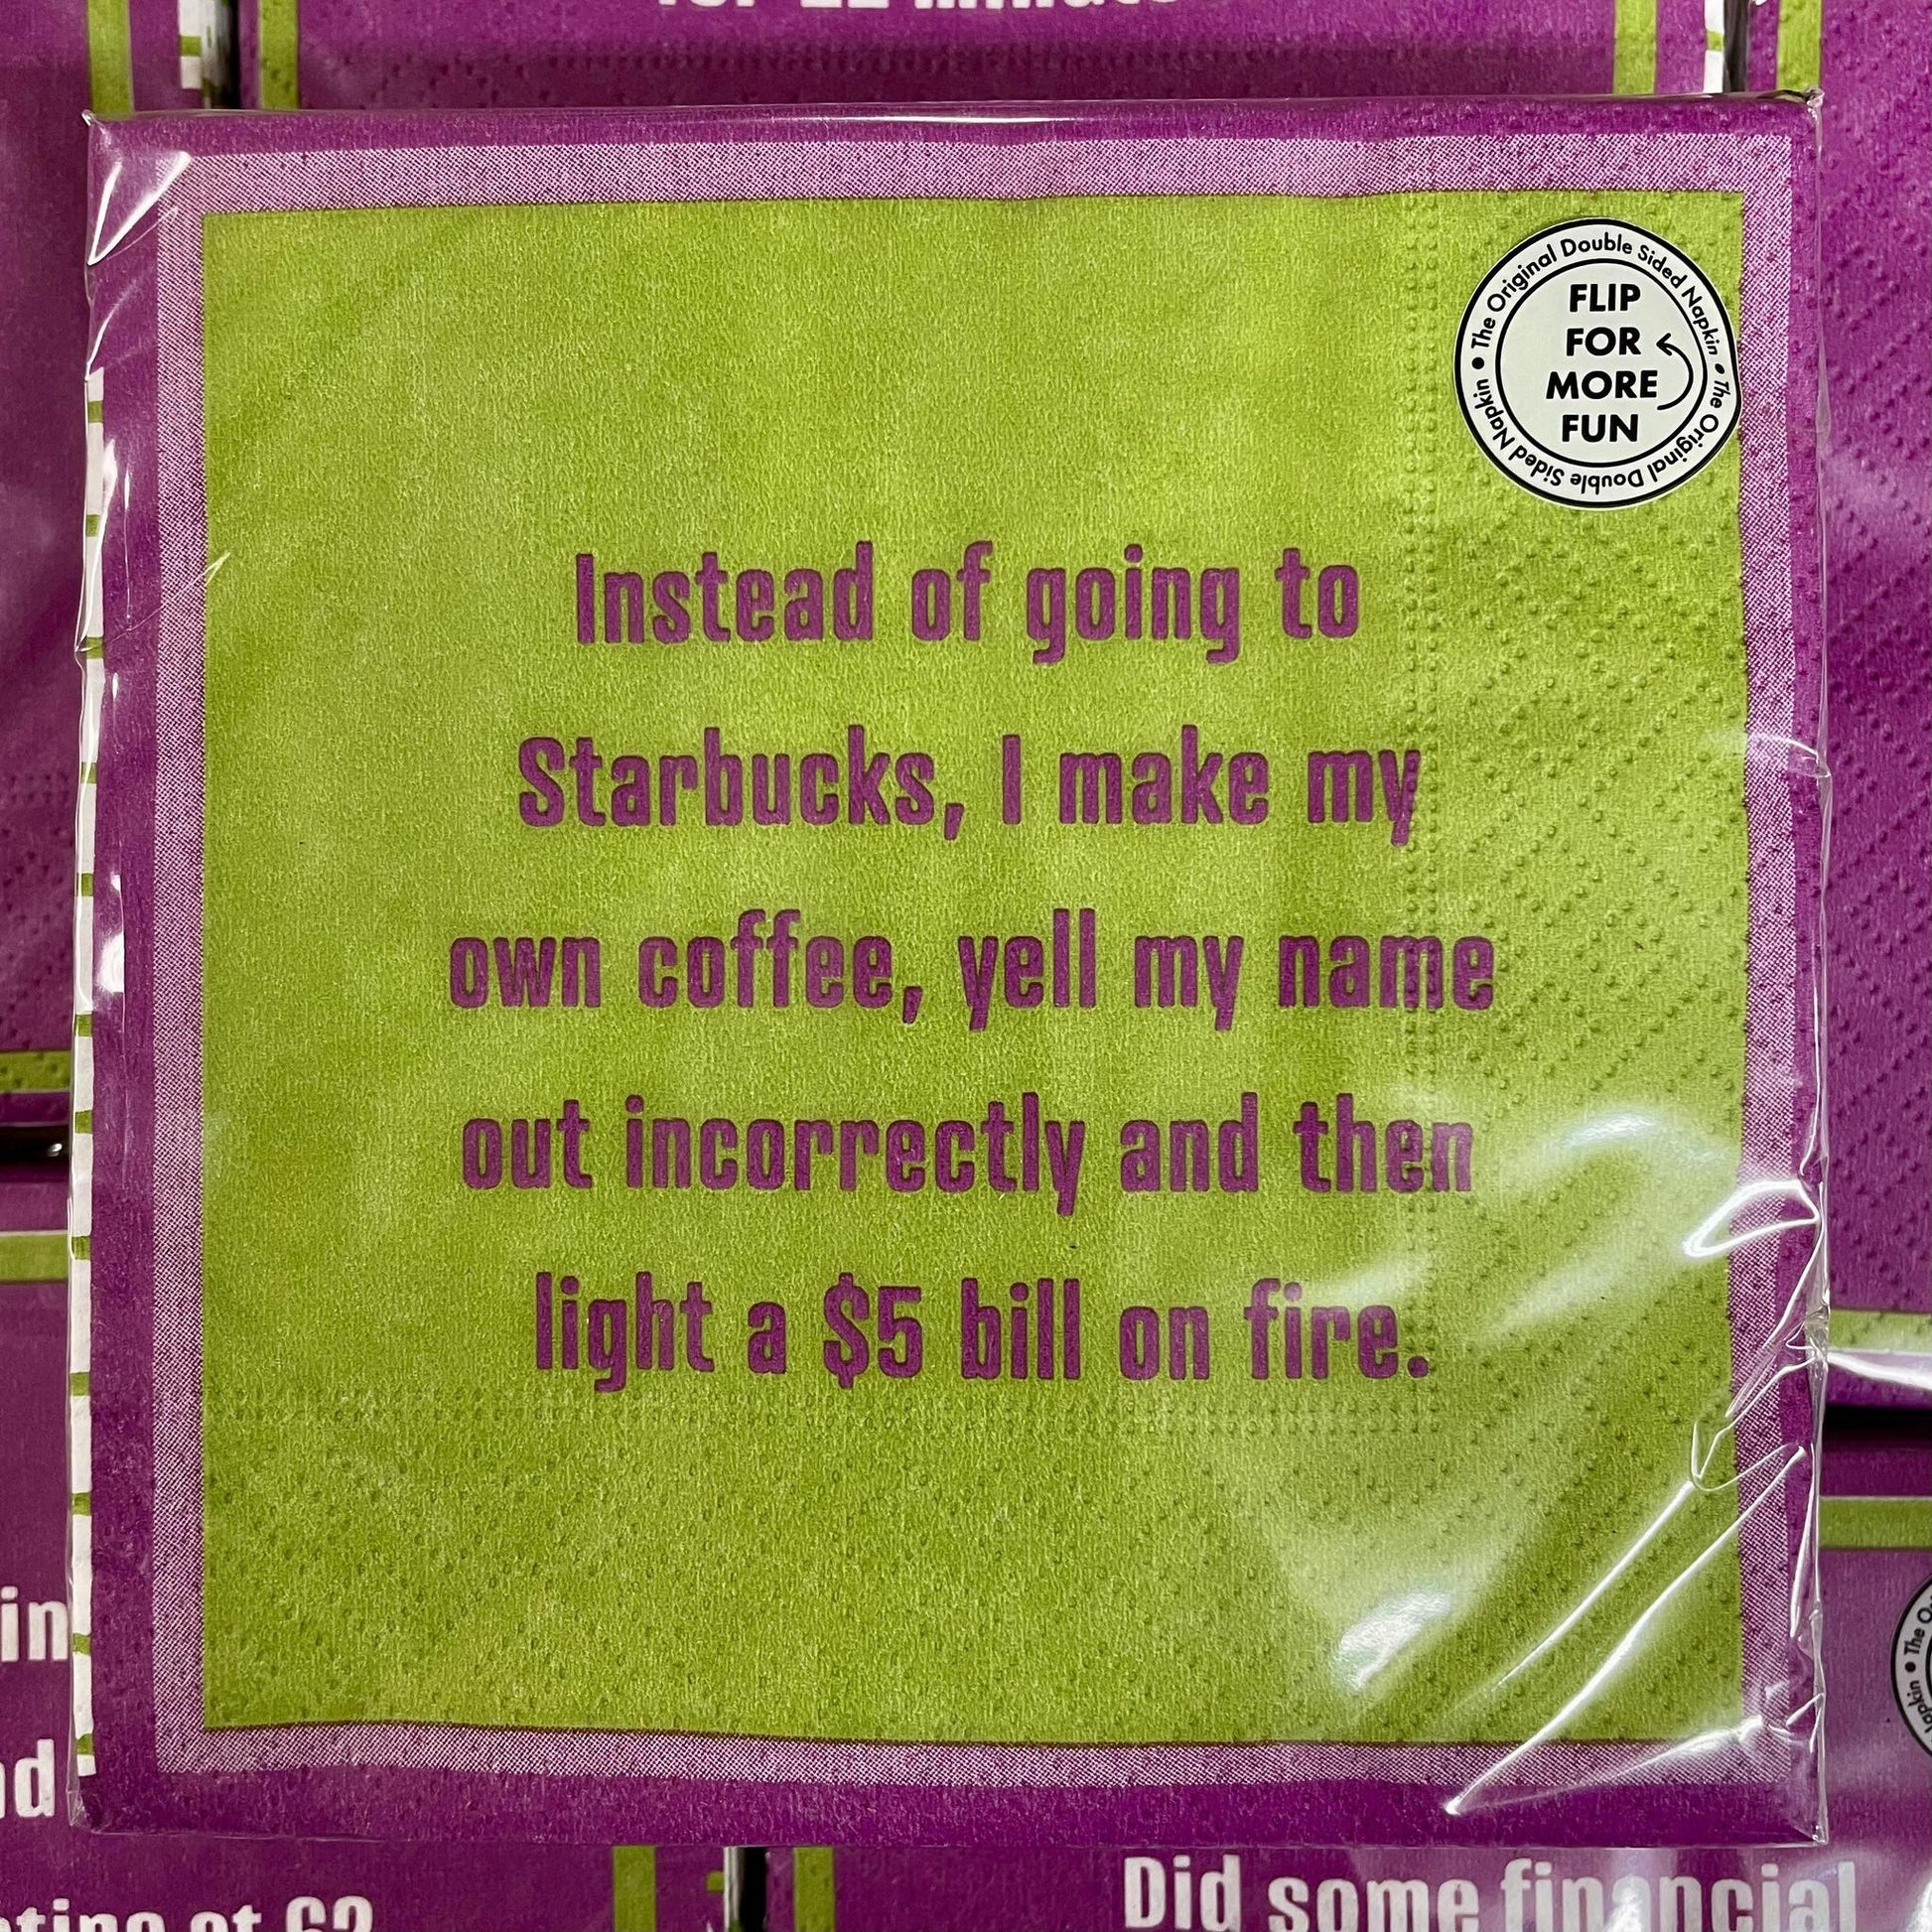 Instead of going to
Starbucks, I make my
own coffee, yell my name
out incorrectly and then
light a $5 bill on fire.
The Original Double Sided Napkin • The Original Double Sided Napkin •
FLIP
FOR
MORE
FUN
Did some financial
at 62